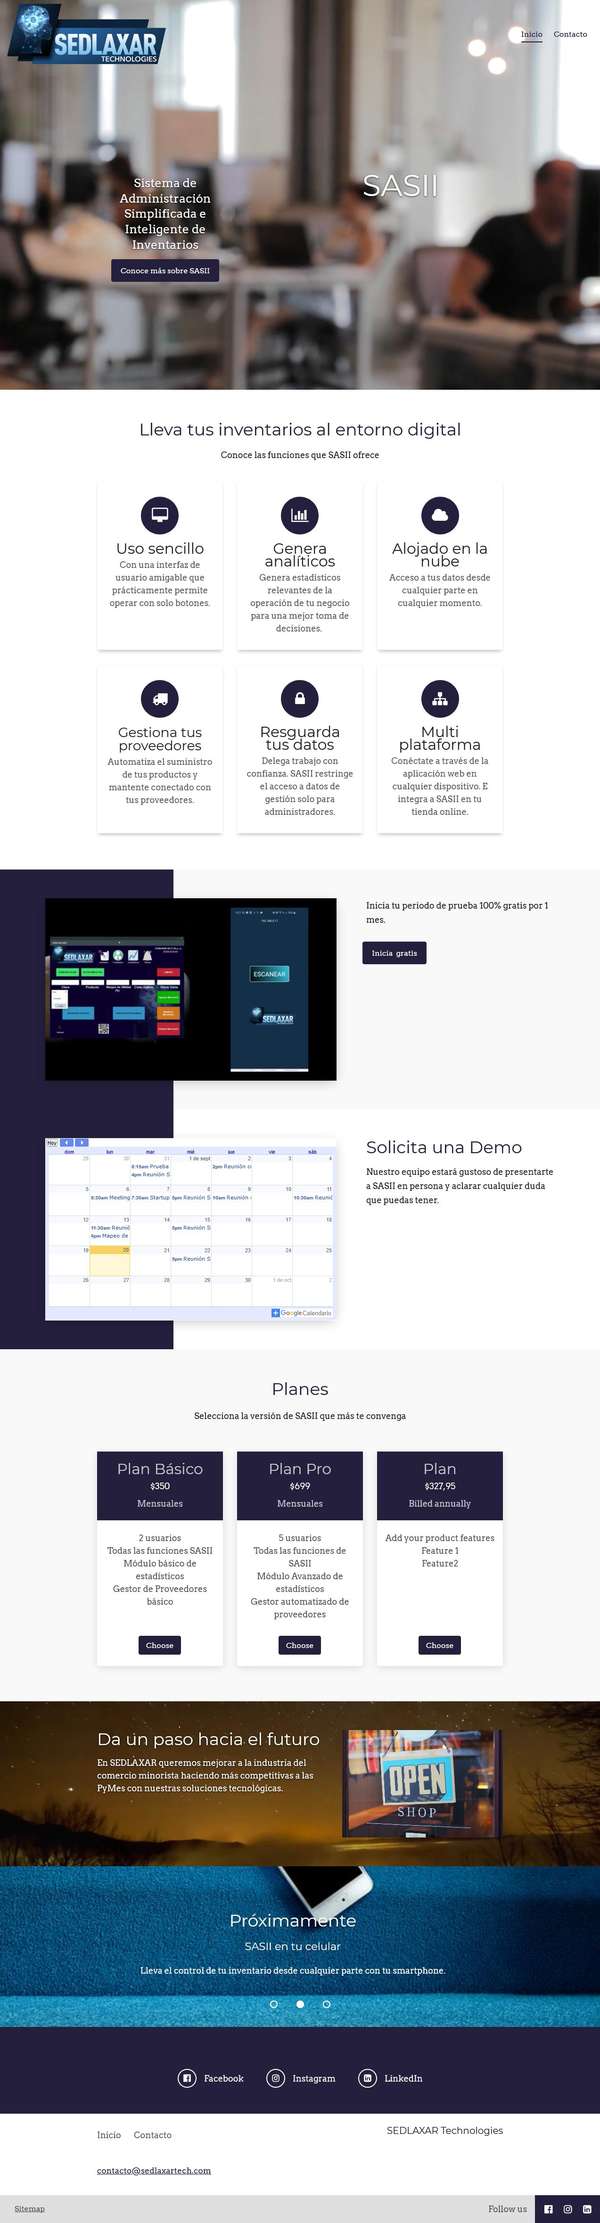 SEDLAXAR
TECHNOLOGIES
Inicio Contacto
Sistema de
Administración
Simplificada e
Inteligente de
Inventarios
Conoce más sobre SASII
SASII
Lleva tus inventarios al entorno digital
Conoce las funciones que SASII ofrece
Uso sencillo
Con una interfaz de
usuario amigable que
prácticamente permite
operar con solo botones.
Genera
analíticos
Genera estadísticos
relevantes de la
operación de tu negocio
para una mejor toma de
decisiones.
Alojado en la
nube
Acceso a tus datos desde
cualquier parte en
cualquier momento.
Gestiona tus
proveedores
Automatiza el suministro
de tus productos y
mantente conectado con
tus proveedores.
Resguarda
tus datos
Delega trabajo con
confianza. SASII restringe
el acceso a datos de
gestión solo para
administradores.
Multi
plataforma
Conéctate a través de la
aplicación web en
cualquier dispositivo. E
integra a SASII en tu
tienda online.
SEDLAXAR
ESCANEAR
SEDLAXAR
Inicia tu periodo de prueba 100% gratis por 1
mes.
Inicia gratis
Hoy
dom lun mar mié jue vie sáb
29 30 31 1 de sept 2 3 4
8:15am Prueba 2pm Reunión c
4pm Reunión S
5 6 7 8 9 10 11
8:30am Meeting 7:30am Startup 5pm Reunión S 10am Reunión 10:30am Reunió
12 13 14 15 16 17 18
11:30am Reunió 5pm Reunión S
5pm Mapeo de
19 20 21 22 23 24 25
5pm Reunión S
26 27 28 29 30 1 de oct 2
Google Calendario
Solicita una Demo
Nuestro equipo estará gustoso de presentarte
a SASII en persona y aclarar cualquier duda
que puedas tener.
Planes
Selecciona la versión de SASII que más te convenga
Plan Básico
$350
Mensuales
2 usuarios
Todas las funciones SASII
Módulo básico de
estadísticos
Gestor de Proveedores
básico
Choose
Plan Pro
$699
Mensuales
5 usuarios
Todas las funciones de
SASII
Módulo Avanzado de
estadísticos
Gestor automatizado de
proveedores
Choose
Plan
$327,95
Billed annually
Add your product features
Feature 1
Feature2
Choose
Da un paso hacia el futuro
En SEDLAXAR queremos mejorar a la industria del
comercio minorista haciendo más competitivas a las
PyMes con nuestras soluciones tecnológicas.
OPEN
SHOP
Próximamente
SASII en tu celular
Lleva el control de tu inventario desde cualquier parte con tu smartphone.
Facebook Instagram LinkedIn
Inicio Contacto
SEDLAXAR Technologies
contacto@sedlaxartech.com
Sitemap
Follow us